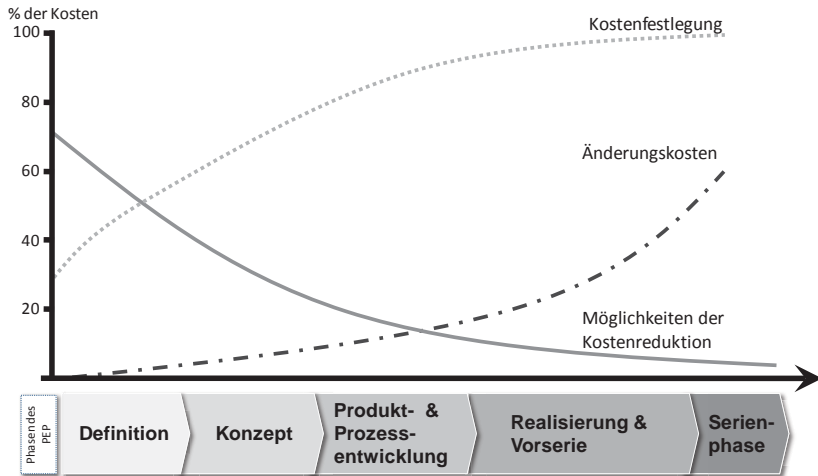 % der Kosten
100
80
60
40
20
Kostenfestlegung
Änderungskosten
Möglichkeiten der
Kostenreduktion
Phasen des
PEP
Definition
Konzept
Produkt- &
Prozess-
entwicklung
Realisierung &
Vorserie
Serien-
phase